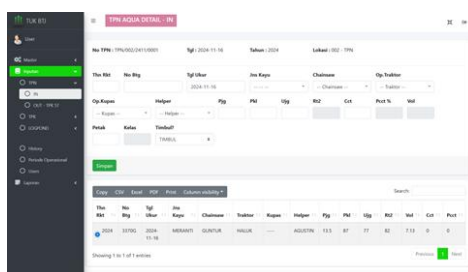 TUK BTI
TPN AQUA DETAIL - IN
User
Master
Inputan
TPN
IN
OUT - TPK 57
TPK
LOGPOND
History
Periode Operasional
Users
Laporan
No TPN : TPN/002/2411/0001
Tgl : 2024-11-16
Tahun : 2024
Lokasi : 002 - TPN
Thn Rkt No Btg Tgl Ukur Jns Kayu Chainsaw Op.Traktor
2024-11-16 -- Chainsaw -- -- Traktor --
Op.Kupas Helper Pjg Pkl Ujg Rt2 Cct Pcct % Vol
-- Kupas -- -- Helper --
Petak Kelas Timbul?
TIMBUL
Simpan
Copy CSV Excel PDF Print Column visibility
Search:
Thn Rkt No Btg Tgl Ukur Jns Kayu Chainsaw Traktor Kupas Helper Pjg Pkl Ujg Rt2 Vol Cct Pcct
2024 3370G 2024-11-16 MERANTI GUNTUR HALUK --- AGUSTIN 13.5 87 77 82 7.13 0 0
Showing 1 to 1 of 1 entries
Previous 1 Next